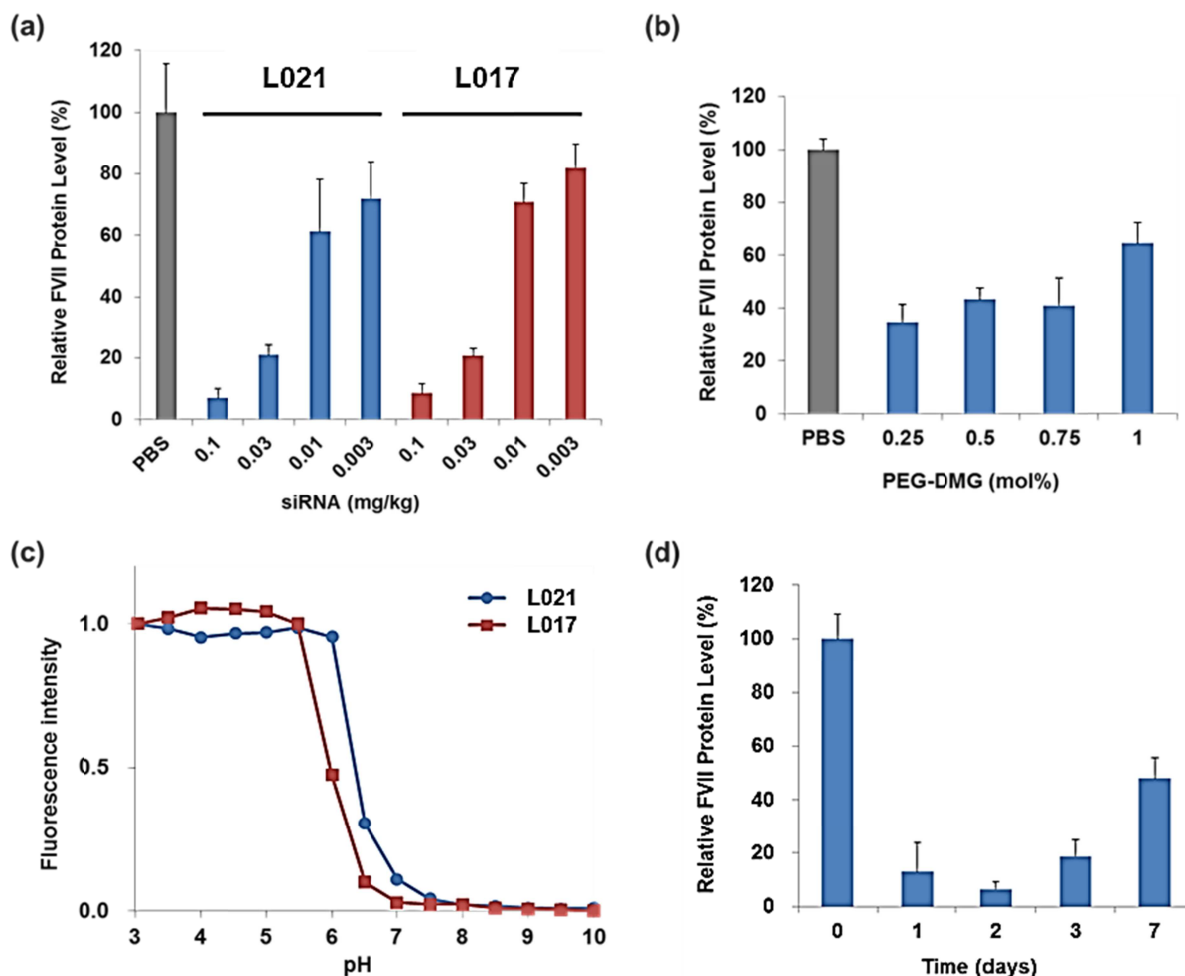 (a)
Relative FVII Protein Level (%)
120
100
80
60
40
20
0
L021
L017
PBS
0.1
0.03
0.01
0.003
0.1
0.03
0.01
0.003
siRNA (mg/kg)
(b)
Relative FVII Protein Level (%)
120
100
80
60
40
20
0
PBS
0.25
0.5
0.75
1
PEG-DMG (mol%)
(c)
Fluorescence intensity
1.0
0.5
0.0
L021
L017
3
4
5
6
7
8
9
10
pH
(d)
Relative FVII Protein Level (%)
120
100
80
60
40
20
0
0
1
2
3
7
Time (days)